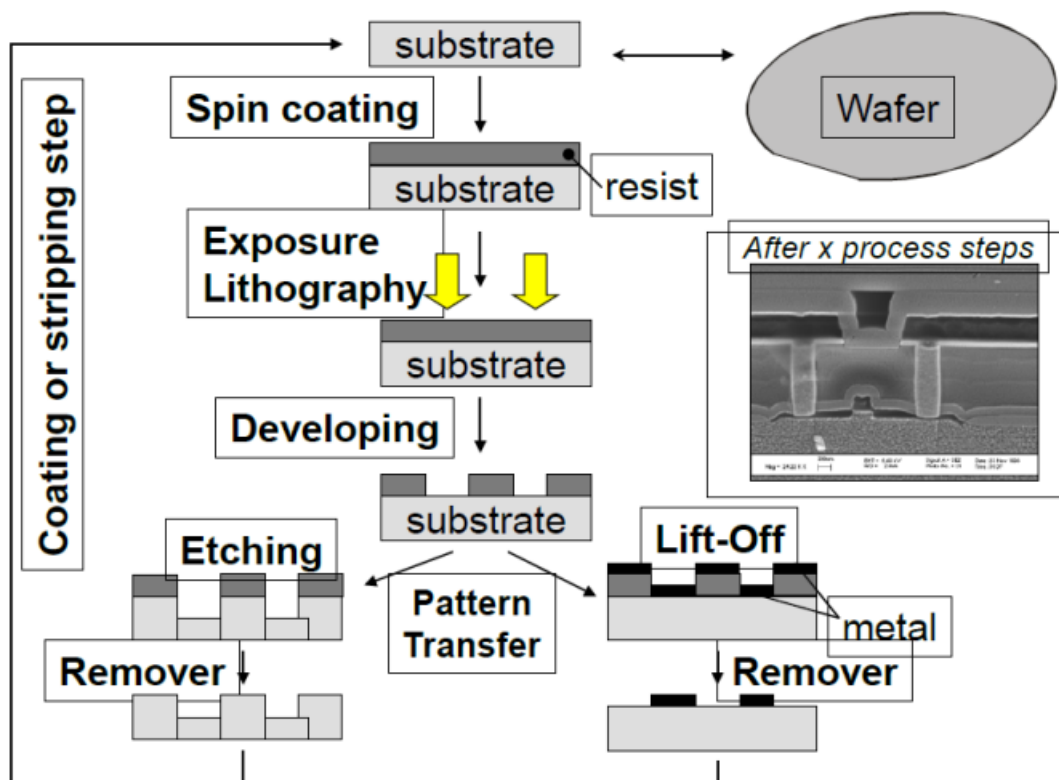 substrate
Wafer
Spin coating
substrate
resist
Exposure
Lithography
substrate
After x process steps
Coating or stripping step
Developing
substrate
Etching
Pattern
Transfer
Lift-Off
metal
Remover
Remover